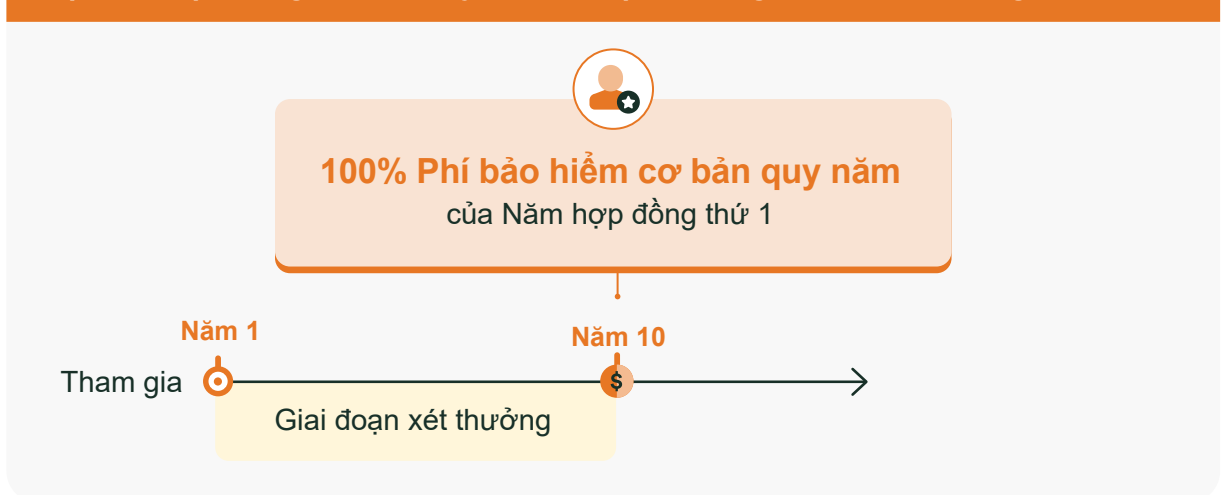 100% Phí bảo hiểm cơ bản quy năm
của Năm hợp đồng thứ 1
Năm 1
Năm 10
Tham gia
$
Giai đoạn xét thưởng